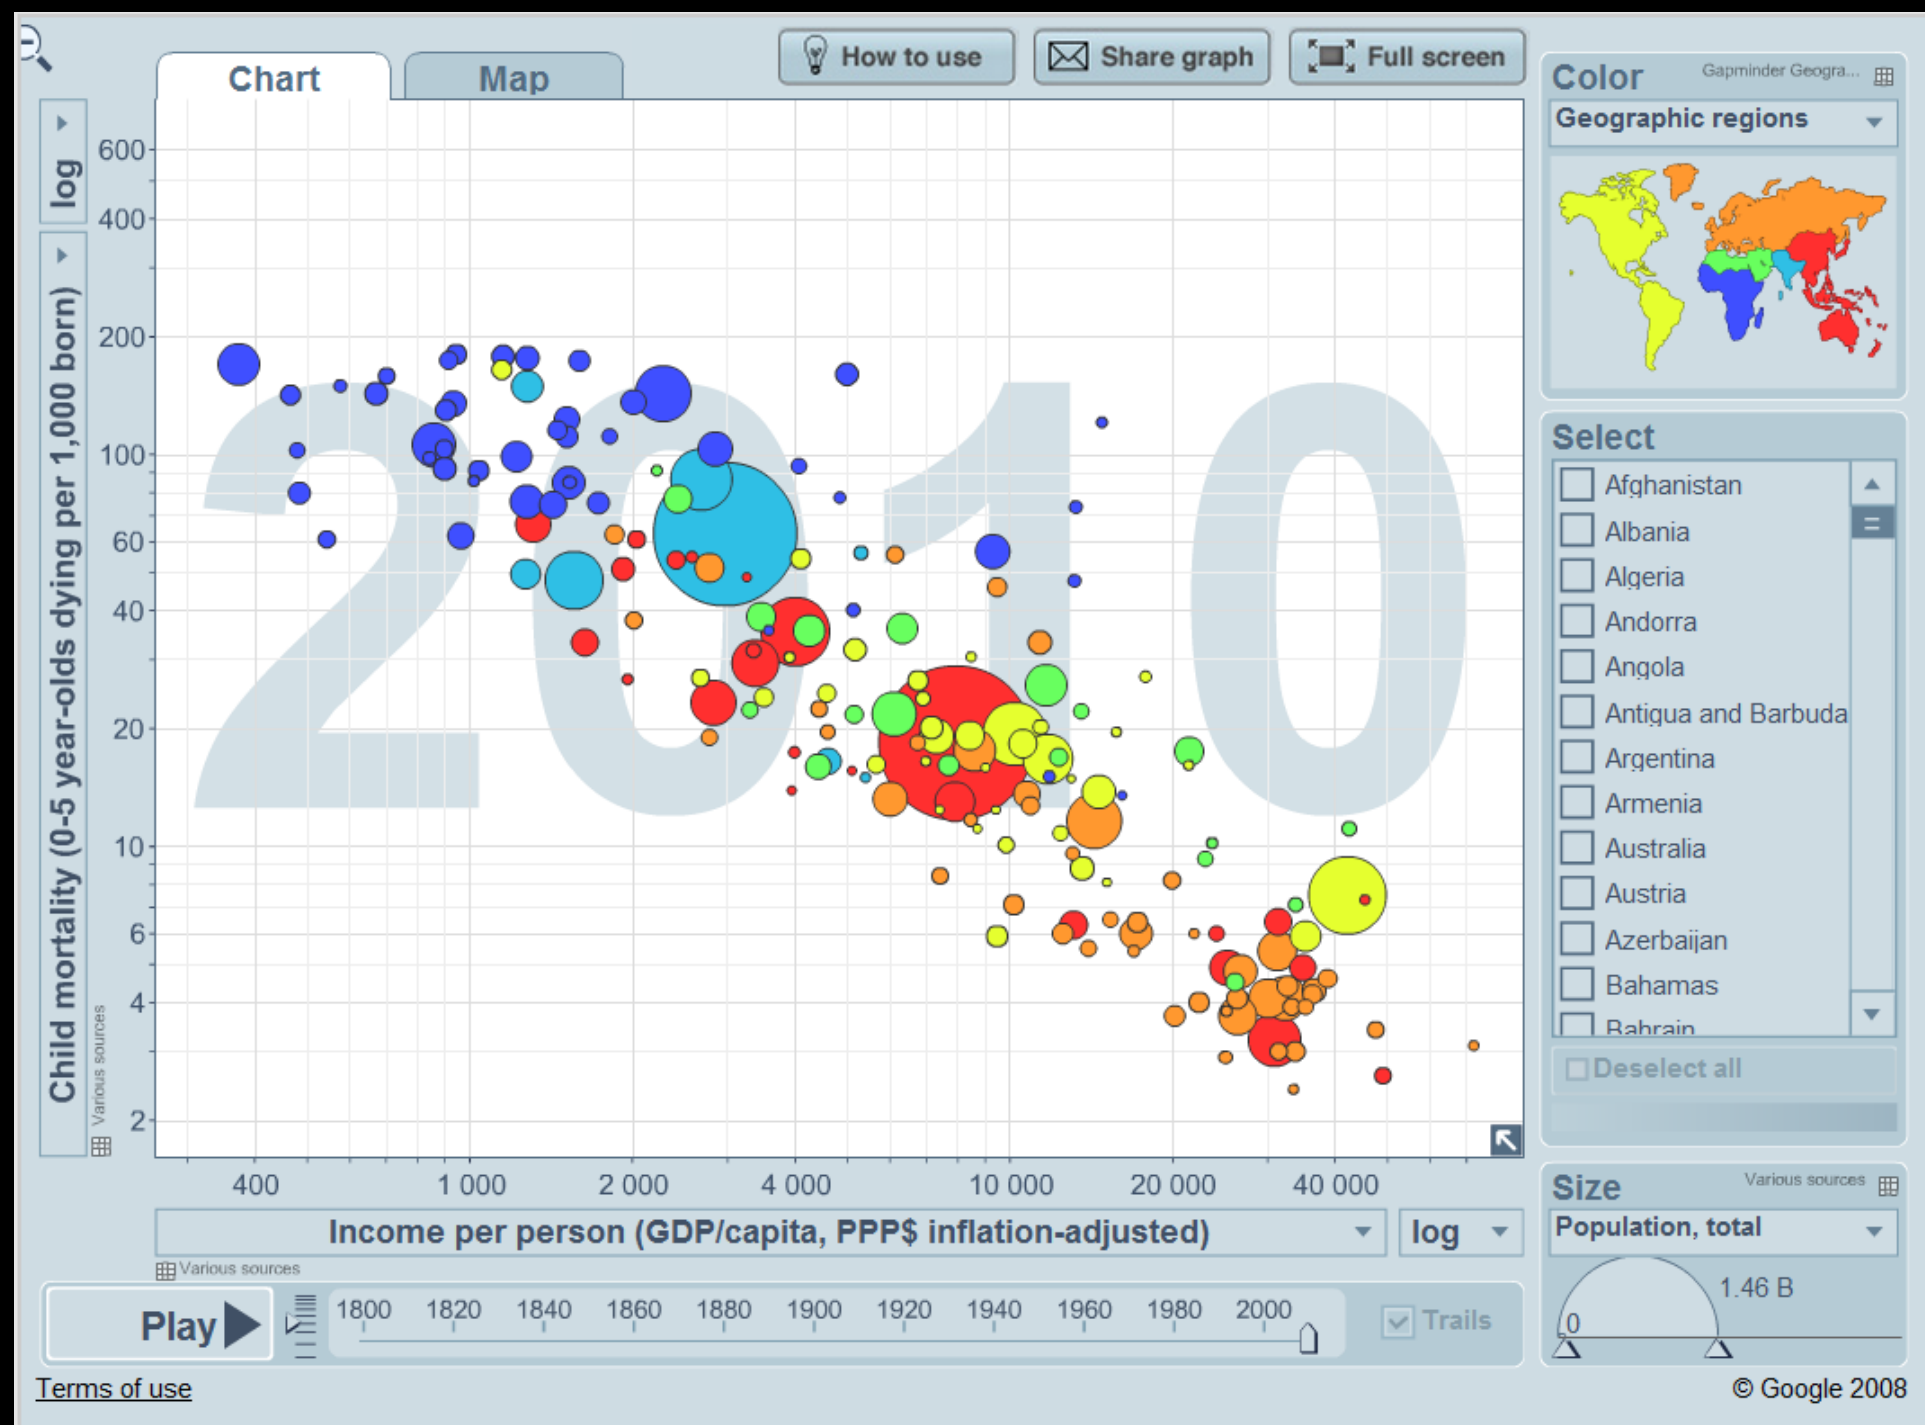 Chart
Map
How to use
Share graph
Full screen
log
Child mortality (0-5 year-olds dying per 1,000 born)
Various sources
600
400
200
100
60
40
20
10
6
4
2
2010
400
1 000
2 000
4 000
10 000
20 000
40 000
Income per person (GDP/capita, PPP$ inflation-adjusted)
log
Various sources
Play
1800
1820
1840
1860
1880
1900
1920
1940
1960
1980
2000
Trails
Terms of use
Color
Gapminder Geogra...
Geographic regions
Select
Afghanistan
Albania
Algeria
Andorra
Angola
Antigua and Barbuda
Argentina
Armenia
Australia
Austria
Azerbaijan
Bahamas
Bahrain
Deselect all
Size
Various sources
Population, total
1.46 B
0
© Google 2008